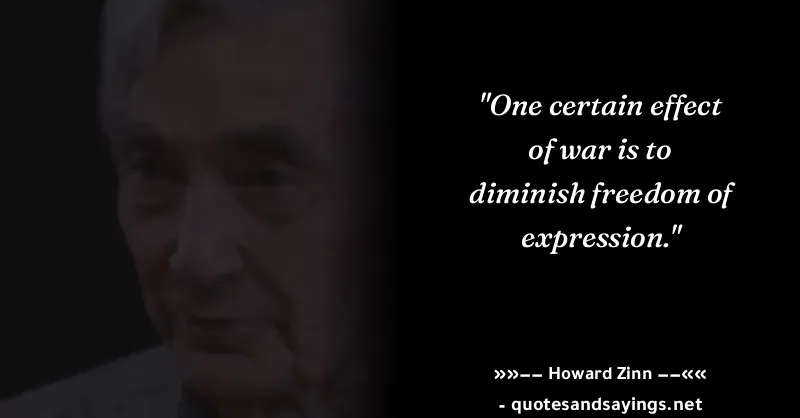 "One certain effect
of war is to
diminish freedom of
expression."
»»−− Howard Zinn −−««
- quotesandsayings.net